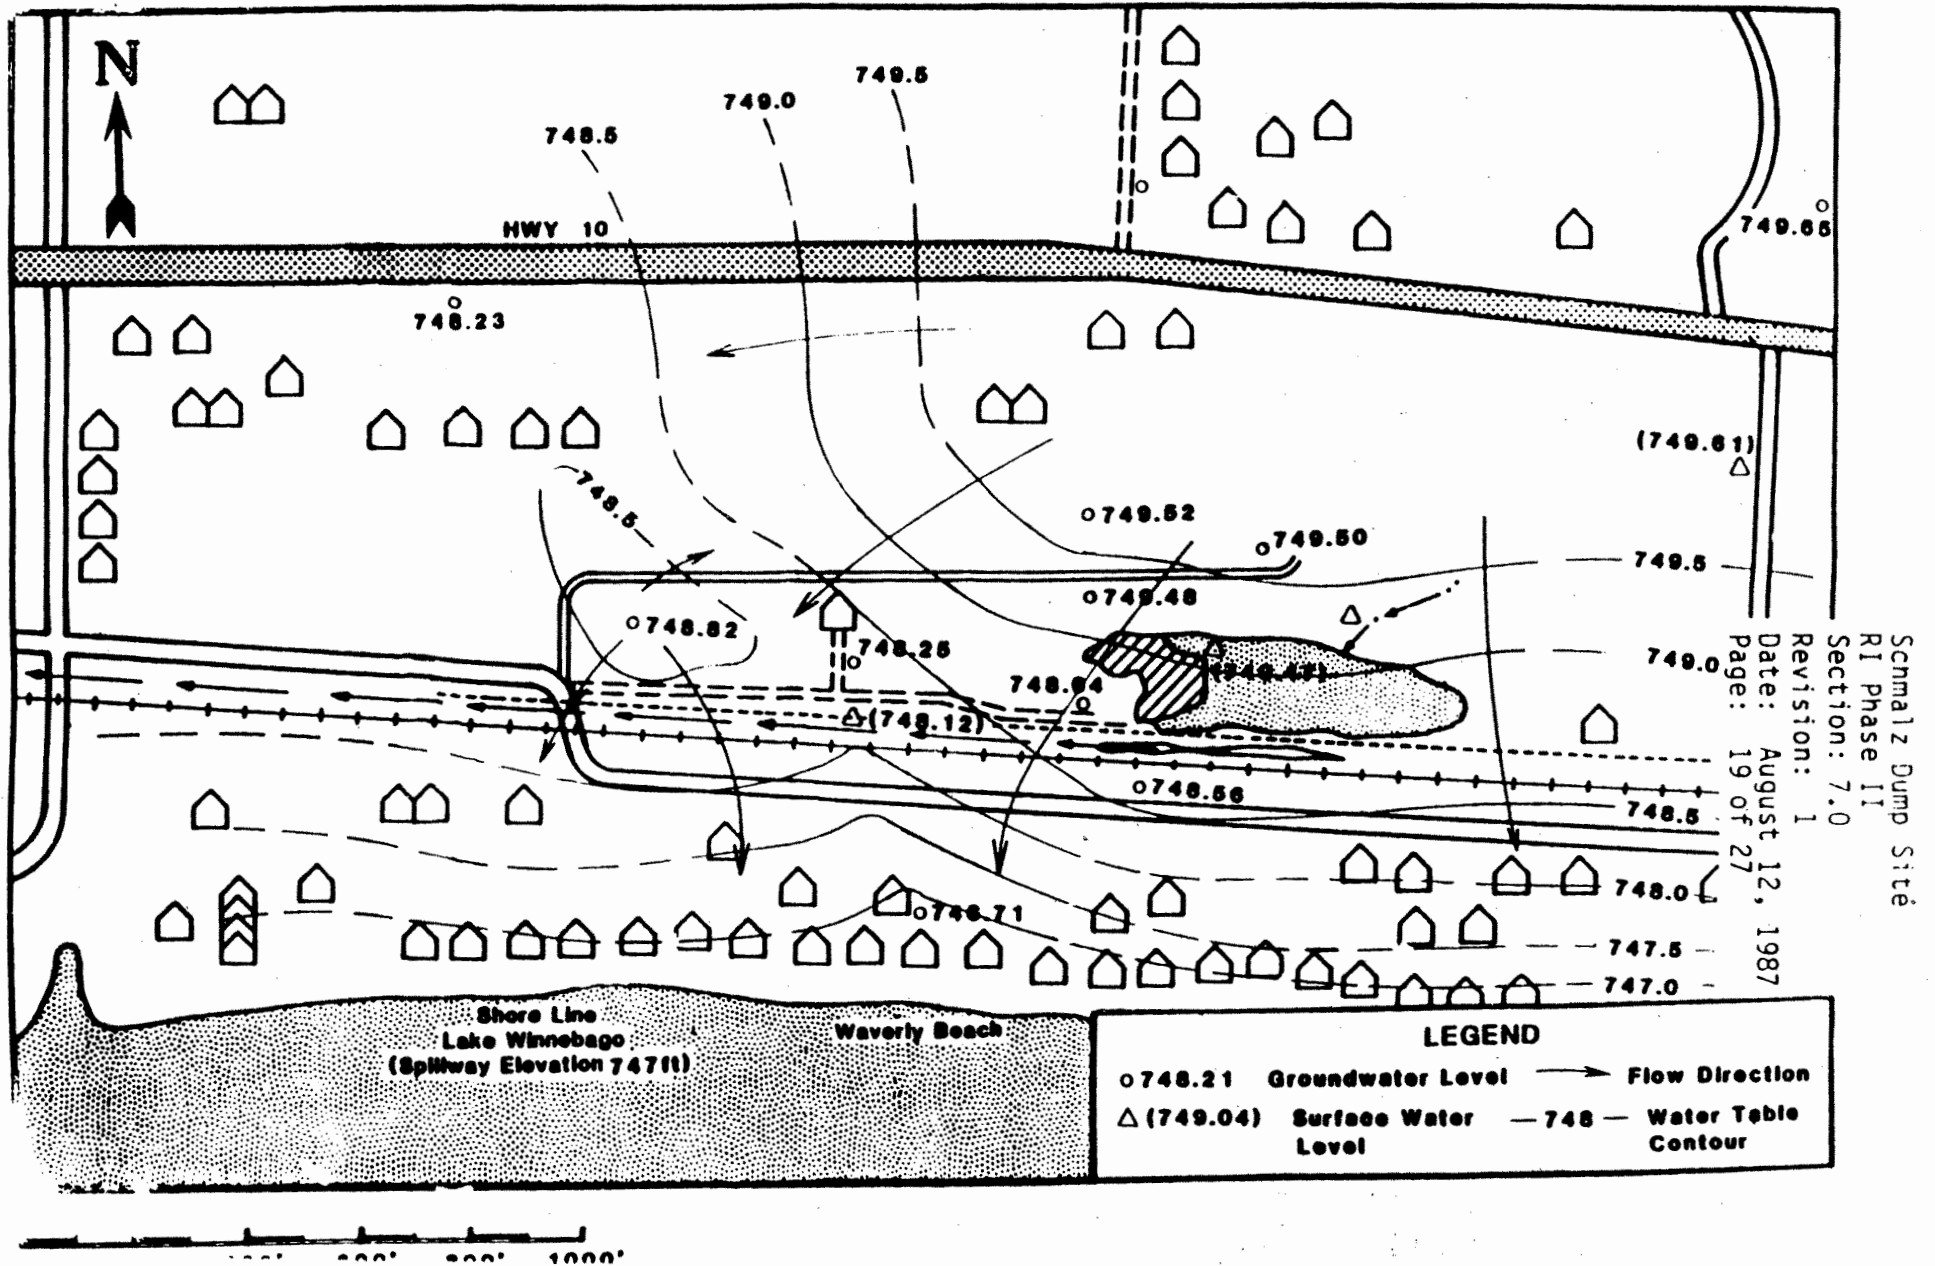 N
749.5
749.0
748.5
HWY 10
749.65
748.23
(749.61)
748.5
749.52
749.50
749.5
749.48
748.82
748.25
749.0
748.64
(748.12)
748.56
748.5
748.0
746.71
747.5
747.0
Shore Line
Lake Winnebago
(Spillway Elevation 747ft)
Waverly Beach
LEGEND
748.21 Groundwater Level
Flow Direction
(749.04) Surface Water
Level
— 748 — Water Table
Contour
1000'
Schmalz Dump Site
RI Phase II
Section: 7.0
Revision: 1
Date: August 12, 1987
Page: 19 of 27